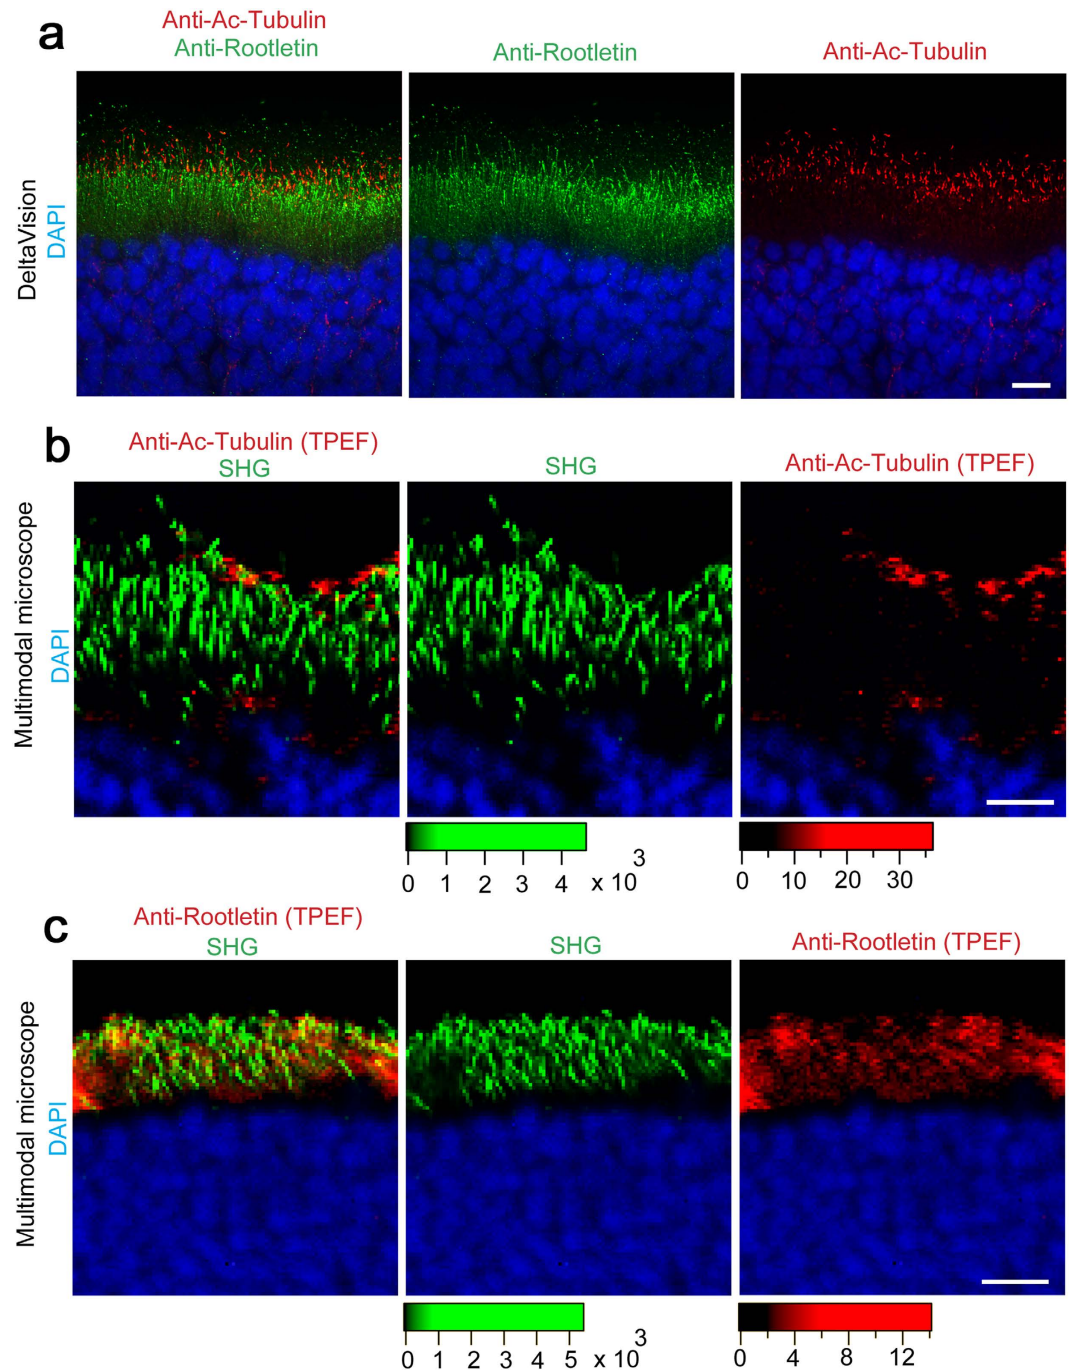 a
Anti-Ac-Tubulin
Anti-Rootletin
Anti-Rootletin
Anti-Ac-Tubulin
DeltaVision
DAPI
b
Anti-Ac-Tubulin (TPEF)
SHG
SHG
Anti-Ac-Tubulin (TPEF)
Multimodal microscope
DAPI
0 1 2 3 4 x 10 3
0 10 20 30
c
Anti-Rootletin (TPEF)
SHG
SHG
Anti-Rootletin (TPEF)
Multimodal microscope
DAPI
0 1 2 3 4 5 x 10 3
0 4 8 12